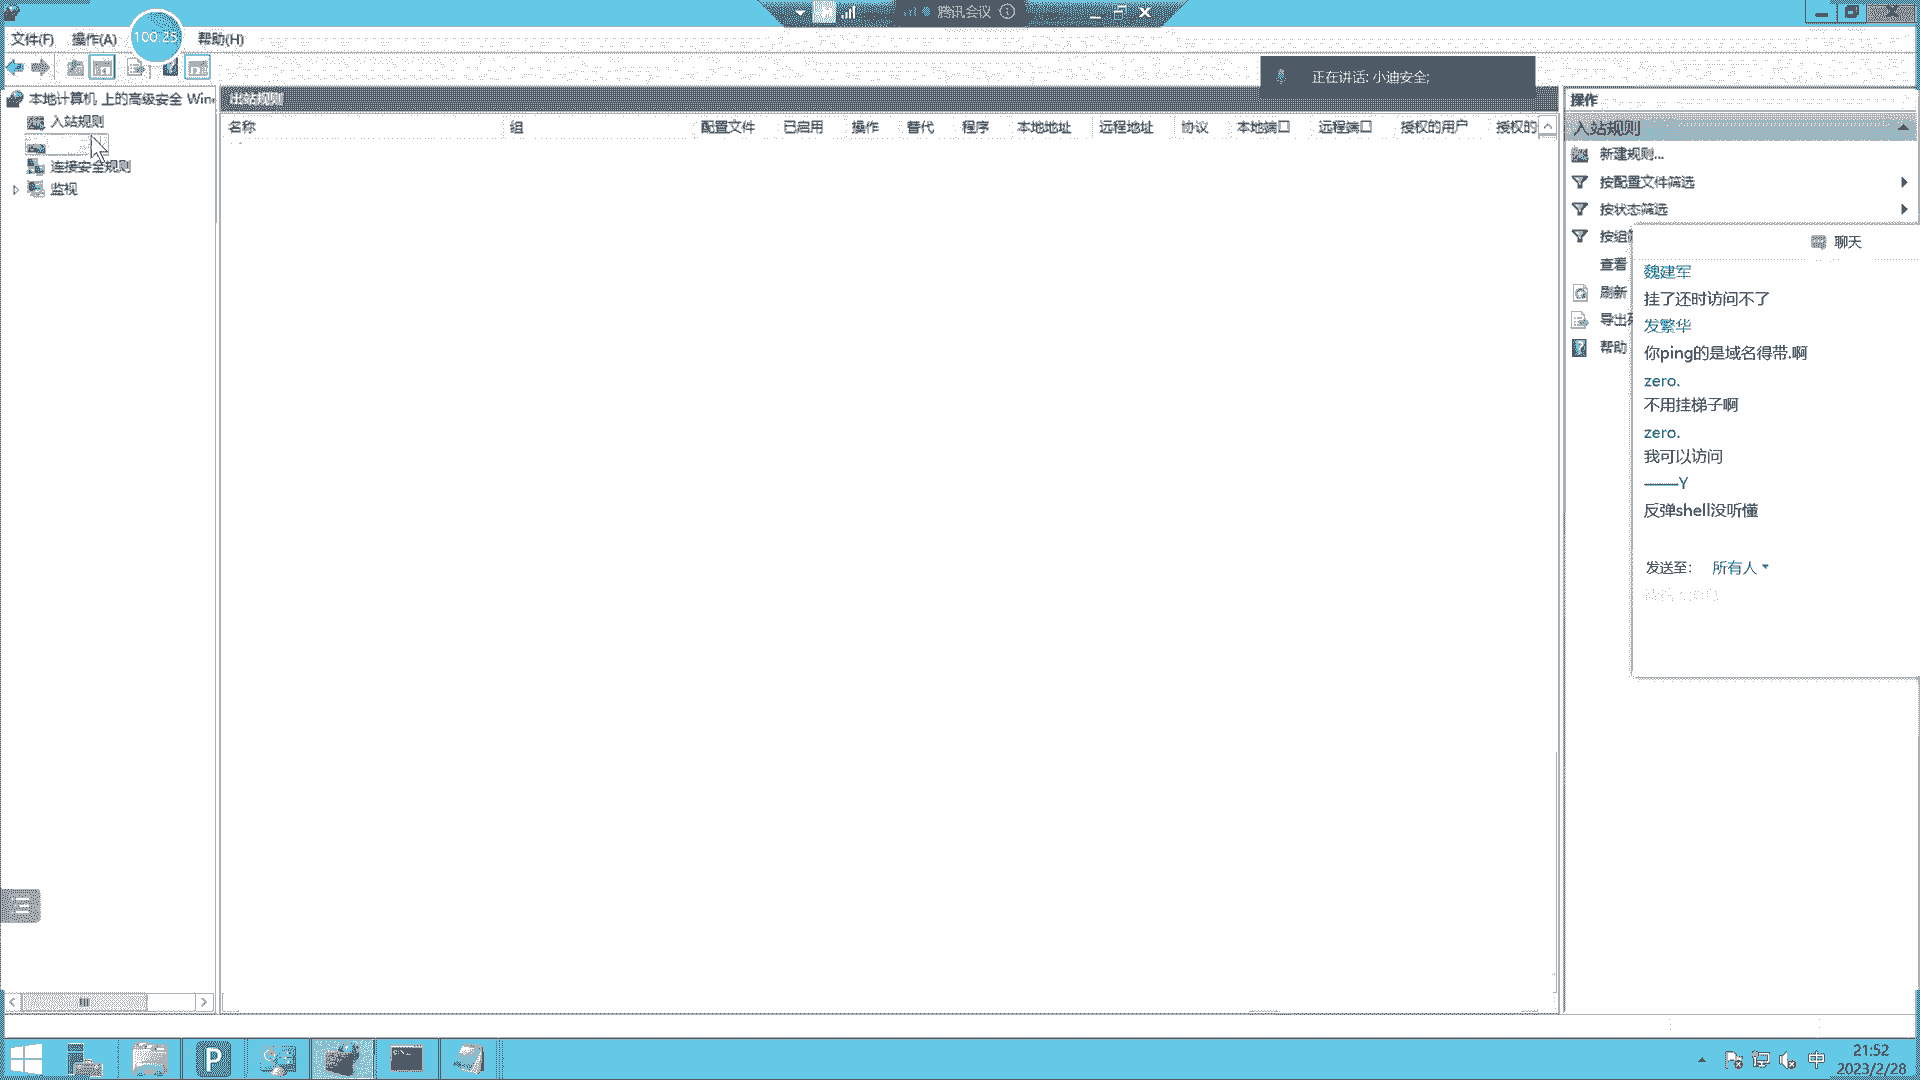 腾讯会议
文件(F) 操作(A) 帮助(H)
100:25
正在讲话: 小迪安全;
本地计算机 上的高级安全 Win
入站规则
连接安全规则
监视
出站规则
名称 组 配置文件 已启用 操作 替代 程序 本地地址 远程地址 协议 本地端口 远程端口 授权的用户 授权的
操作
入站规则
新建规则...
按配置文件筛选
按状态筛选
按组
查看
刷新
导出
帮助
聊天
魏建军
挂了还时访问不了
发繁华
你ping的是域名得带.啊
zero.
不用挂梯子啊
zero.
我可以访问
——Y
反弹shell没听懂
发送至: 所有人
中
21:52
2023/2/28